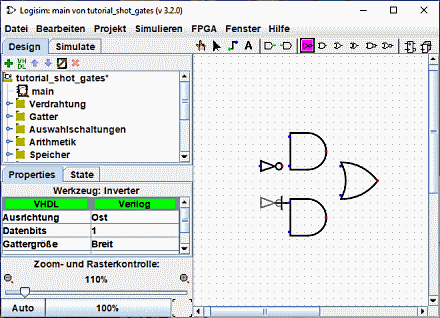 Logisim: main von tutorial_shot_gates (v 3.2.0)
Datei Bearbeiten Projekt Simulieren FPGA Fenster Hilfe
Design Simulate
A
VH
DL
tutorial_shot_gates*
main
Verdrahtung
Gatter
Auswahlschaltungen
Arithmetik
Speicher
Properties State
Werkzeug: Inverter
VHDL Verilog
Ausrichtung Ost
Datenbits 1
Gattergröße Breit
Zoom- und Rasterkontrolle:
110%
Auto 100%